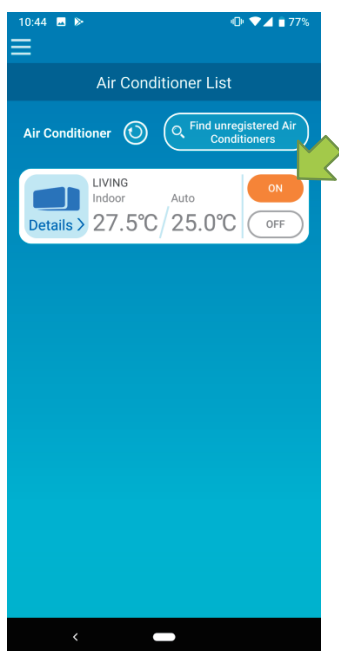 10:44 77%
Air Conditioner List
Air Conditioner
Find unregistered Air
Conditioners
LIVING
Indoor Auto
ON
Details > 27.5℃ 25.0℃
OFF